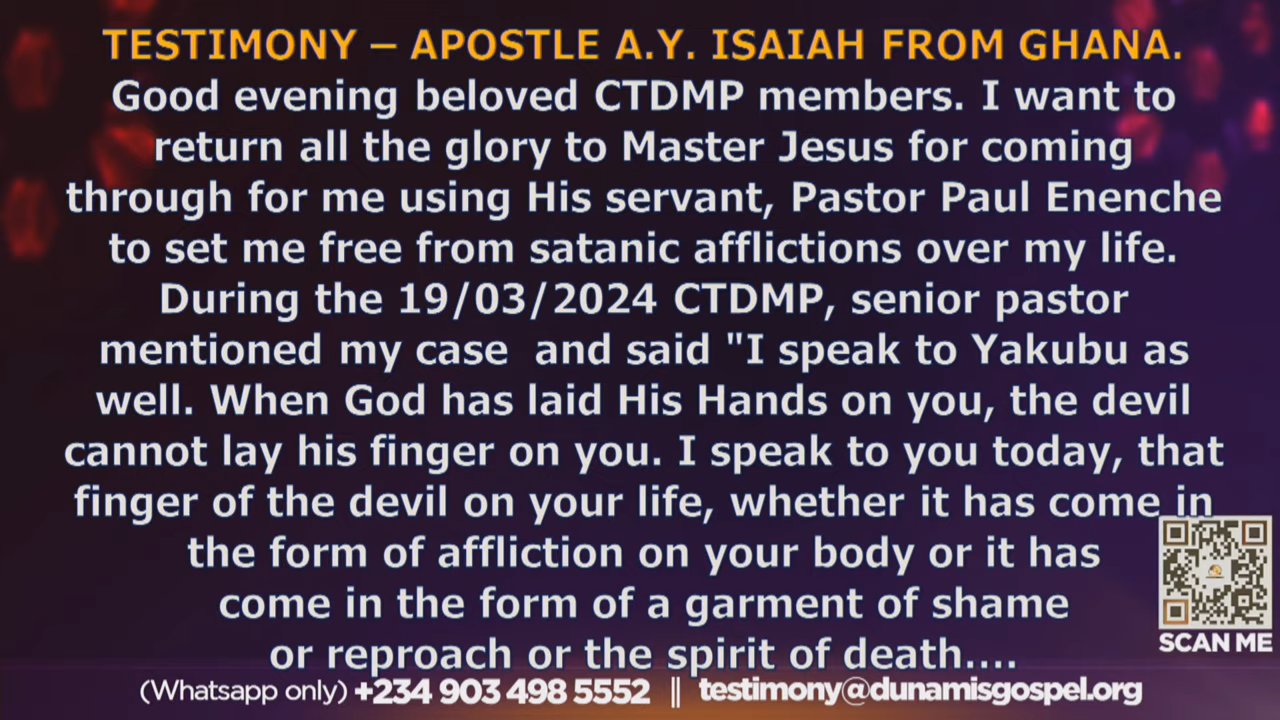 TESTIMONY – APOSTLE A.Y. ISAIAH FROM GHANA.
Good evening beloved CTDMP members. I want to
return all the glory to Master Jesus for coming
through for me using His servant, Pastor Paul Enenche
to set me free from satanic afflictions over my life.
During the 19/03/2024 CTDMP, senior pastor
mentioned my case  and said "I speak to Yakubu as
well. When God has laid His Hands on you, the devil
cannot lay his finger on you. I speak to you today, that
finger of the devil on your life, whether it has come in
the form of affliction on your body or it has
come in the form of a garment of shame
or reproach or the spirit of death....
SCAN ME
(Whatsapp only) +234 903 498 5552 || testimony@dunamisgospel.org